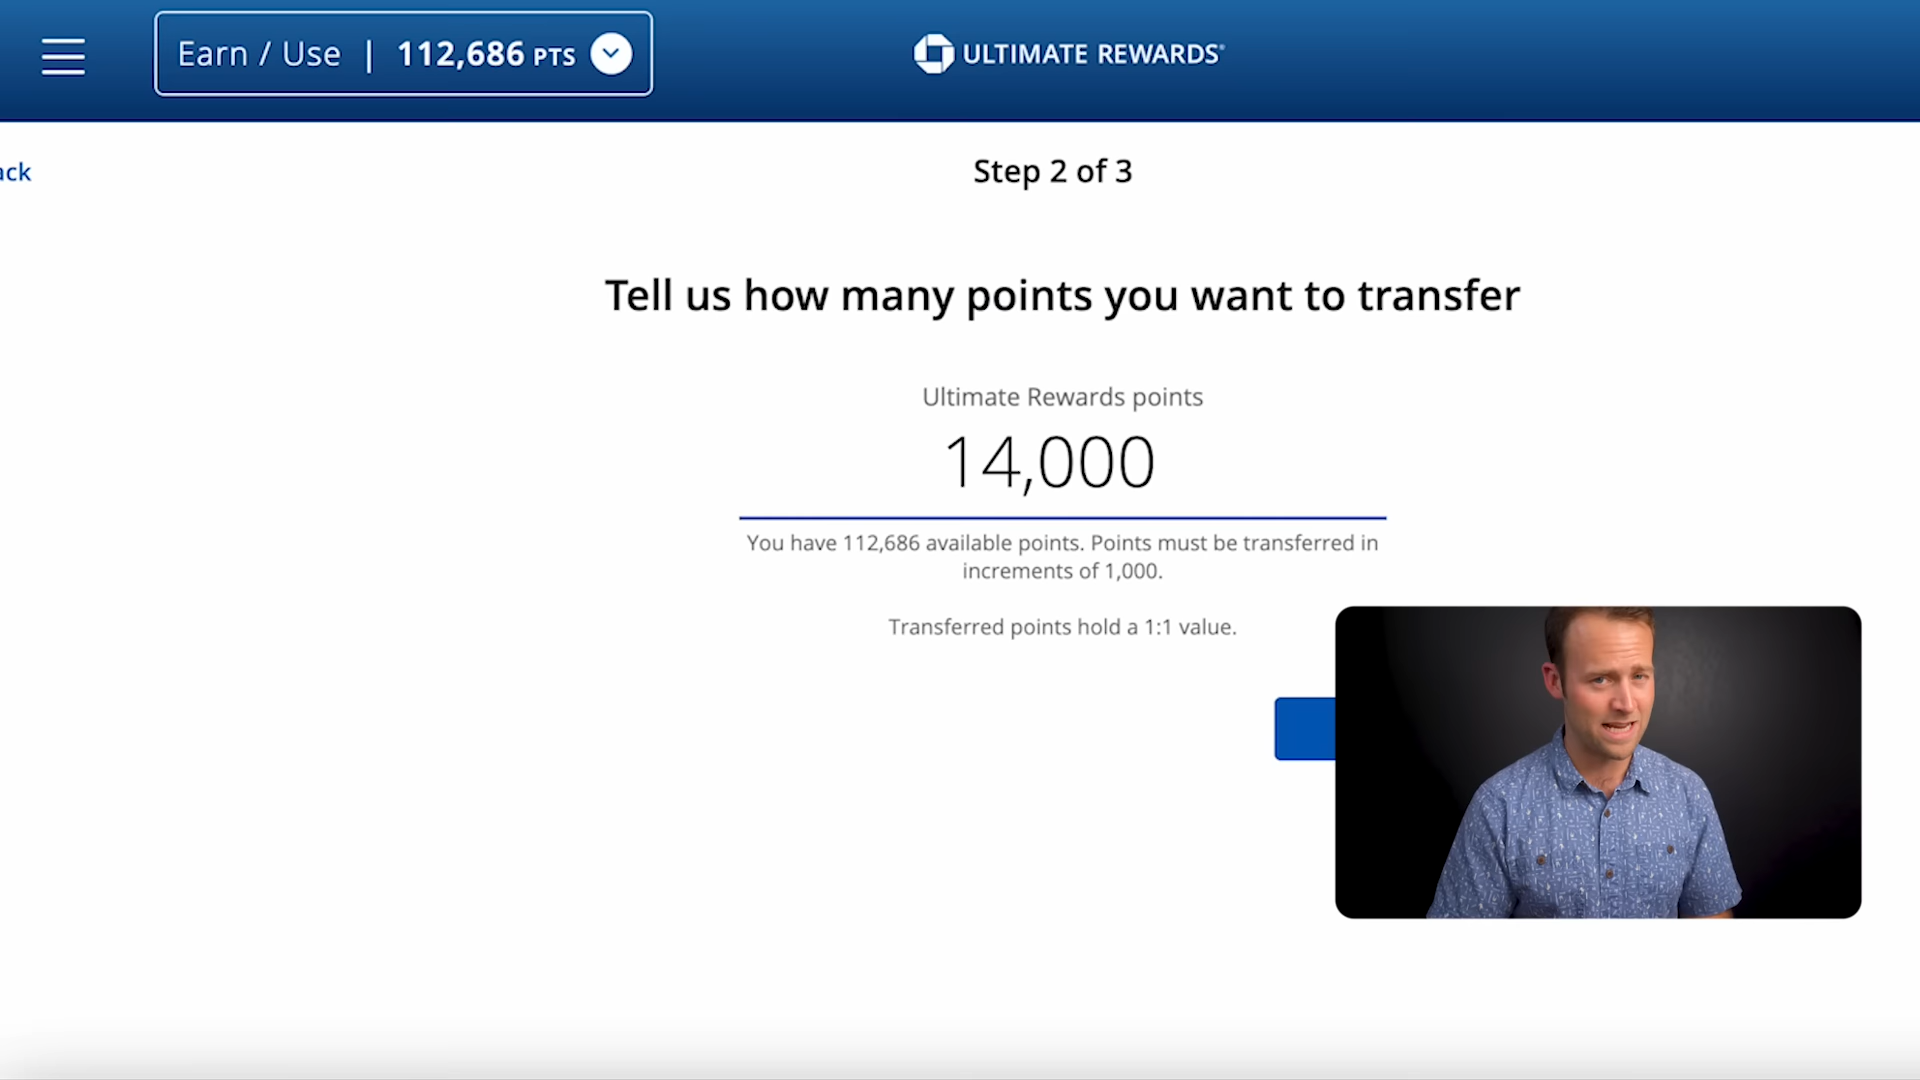 Earn / Use | 112,686 PTS
ULTIMATE REWARDS®
ack
Step 2 of 3
Tell us how many points you want to transfer
Ultimate Rewards points
14,000
You have 112,686 available points. Points must be transferred in
increments of 1,000.
Transferred points hold a 1:1 value.